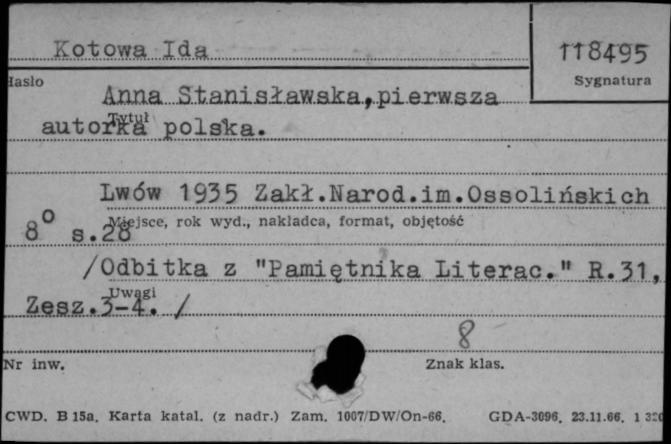 Kotowa Ida
118495
Hasło
Sygnatura
Anna Stanisławska, pierwsza
Tytuł
autorka polska.
Lwów 1935 Zakł.Narod.im.Ossolińskich
Miejsce, rok wyd., nakładca, format, objętość
8° s.28
/Odbitka z "Pamiętnika Literac." R.31,
Uwagi
Zesz.3-4. /
8
Nr inw.
Znak klas.
CWD. B 15a. Karta katal. (z nadr.) Zam. 1007/DW/On-66. GDA-3096, 23.11.66.